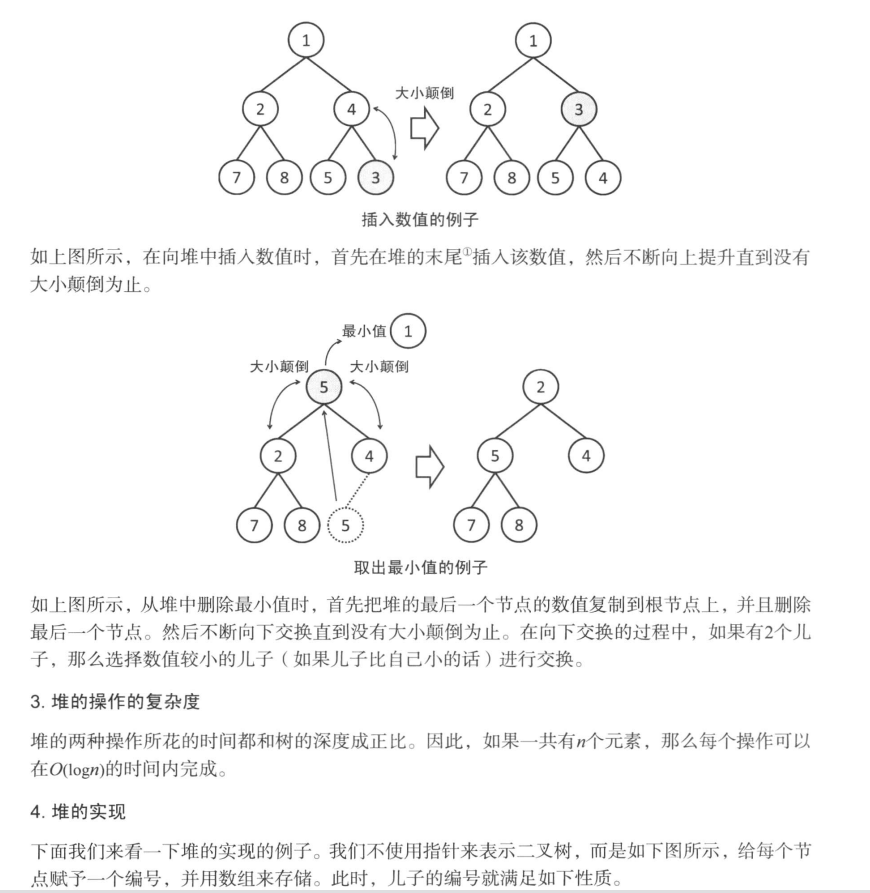 1
1
大小颠倒
2
4
2
3
7
8
5
3
7
8
5
4
插入数值的例子
如上图所示，在向堆中插入数值时，首先在堆的末尾①插入该数值，然后不断向上提升直到没有
大小颠倒为止。
最小值
1
大小颠倒
大小颠倒
5
2
2
4
5
4
7
8
5
7
8
取出最小值的例子
如上图所示，从堆中删除最小值时，首先把堆的最后一个节点的数值复制到根节点上，并且删除
最后一个节点。然后不断向下交换直到没有大小颠倒为止。在向下交换的过程中，如果有2个儿
子，那么选择数值较小的儿子（如果儿子比自己小的话）进行交换。
3. 堆的操作的复杂度
堆的两种操作所花的时间都和树的深度成正比。因此，如果一共有n个元素，那么每个操作可以
在O(logn)的时间内完成。
4. 堆的实现
下面我们来看一下堆的实现的例子。我们不使用指针来表示二叉树，而是如下图所示，给每个节
点赋予一个编号，并用数组来存储。此时，儿子的编号就满足如下性质。